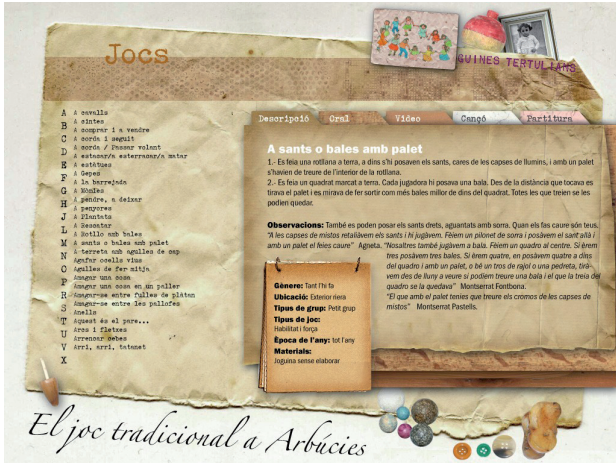 Jocs
GUINES TERTULIANS
A
B
C
D
E
F
G
H
J
L
M
N
O
P
R
S
T
U
V
X
A cavalls
A cintes
A comprar i a vendre
A corda i seguit
A corda / Passar volant
A estacar/a esterracar/a matar
A estàtues
A Gepes
A la barrejada
A Mònies
A pendre, a deixar
A penyores
A Plantats
A Rescatar
A Rotllo amb bales
A sants o bales amb palet
A terreta amb agulles de cap
Agafar ocells vius
Agulles de fer mitja
Amagar una cosa
Amagar una cosa en un paller
Amagar-se entre fulles de plàtan
Amagar-se entre les pallofes
Anells
Aquest és el pare...
Arcs i fletxes
Arrencar cebes
Arri, arri, tatanet
Descripció Oral Vídeo Cançó Partitura
A sants o bales amb palet
1.- Es feia una rotllana a terra, a dins s'hi posaven els sants, cares de les capses de llumins, i amb un palet
s'havien de treure de l'interior de la rotllana.
2.- Es feia un quadrat marcat a terra. Cada jugadora hi posava una bala. Des de la distància que tocava es
tirava el palet i es mirava de fer sortir com més bales millor de dins del quadrat. Totes les que treien se les
podien quedar.
Observacions: També es poden posar els sants drets, aguantats amb sorra. Quan els fas caure són teus.
"A les capses de mistos retallàvem els sants i hi jugàvem. Fèiem un pilonet de sorra i posàvem el sant allà i
amb un palet el feies caure" Agneta. "Nosaltres també jugàvem a bala. Fèiem un quadro al centre. Si érem
tres posàvem tres bales. Si érem quatre, en posàvem quatre a dins
del quadro i amb un palet, o bé un tros de rajol o una pedreta, tirà-
vem des de lluny a veure si podíem treure una bala i el que la treia del
quadro se la quedava" Montserrat Fontbona.
"El que amb el palet tenies que treure els cromos de les capses de
mistos" Montserrat Pastells.
Gènere: Tant l'hi fa
Ubicació: Exterior riera
Tipus de grup: Petit grup
Tipus de joc:
Habilitat i força
Època de l'any: tot l'any
Materials:
Joguina sense elaborar
El joc tradicional a Arbúcies